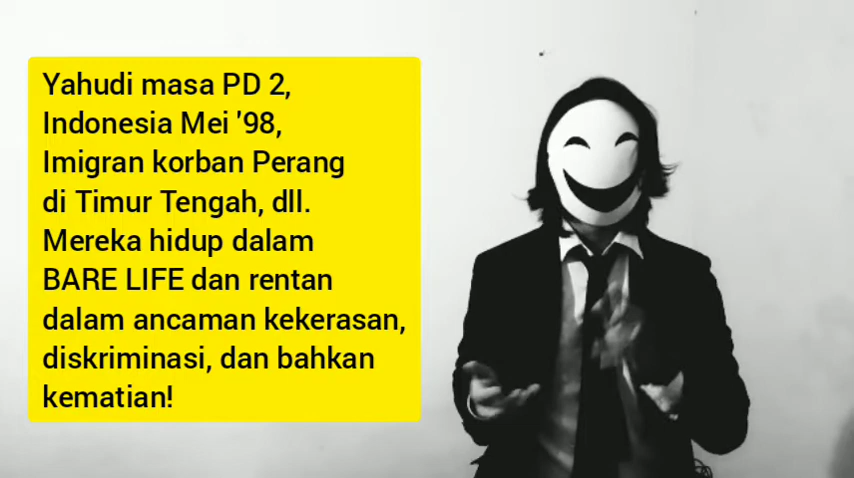 Yahudi masa PD 2,
Indonesia Mei '98,
Imigran korban Perang
di Timur Tengah, dll.
Mereka hidup dalam
BARE LIFE dan rentan
dalam ancaman kekerasan,
diskriminasi, dan bahkan
kematian!